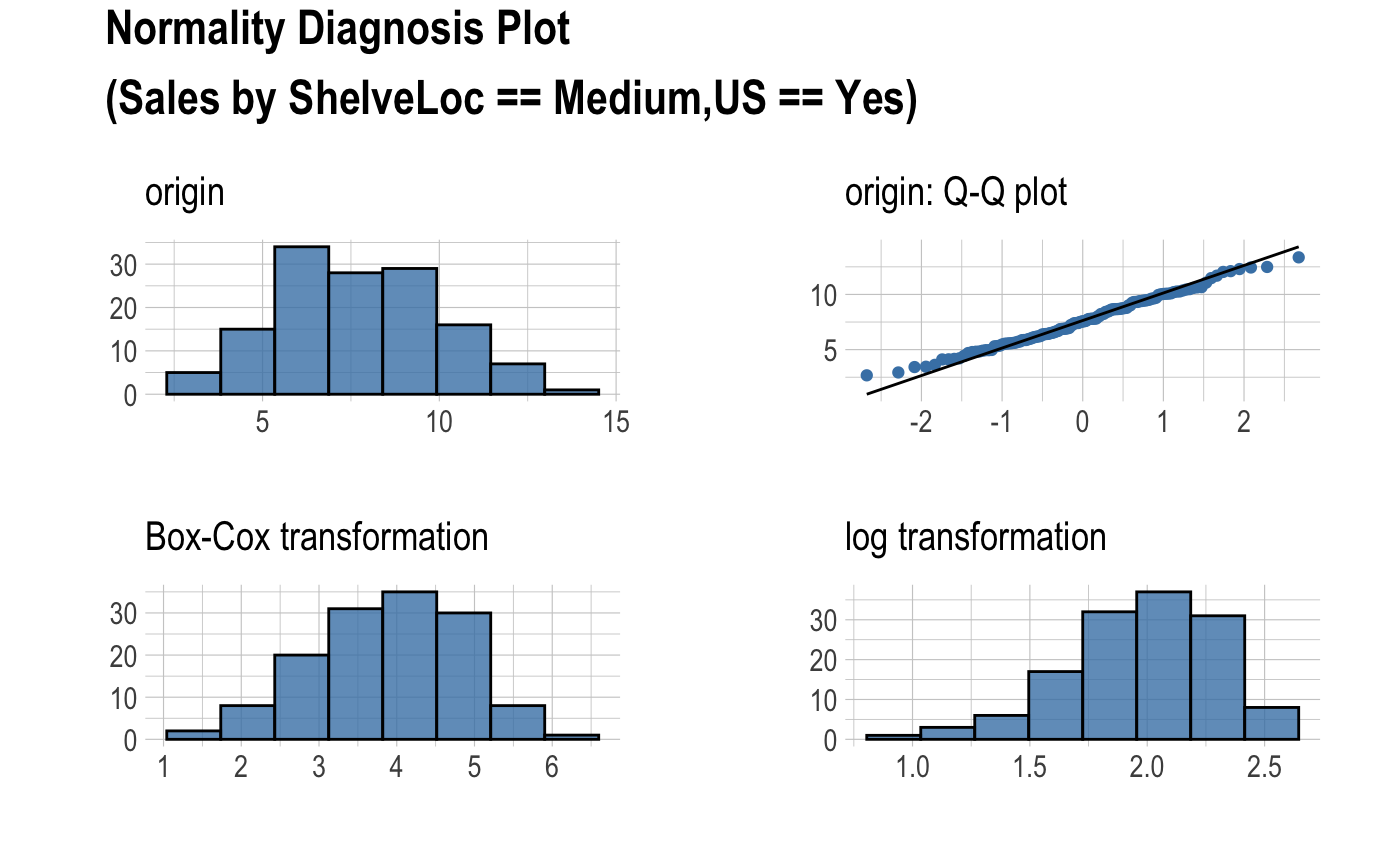 Normality Diagnosis Plot
(Sales by ShelveLoc == Medium,US == Yes)
origin
30
20
10
0
5 10 15
origin: Q-Q plot
10
5
-2 -1 0 1 2
Box-Cox transformation
30
20
10
0
1 2 3 4 5 6
log transformation
30
20
10
0
1.0 1.5 2.0 2.5